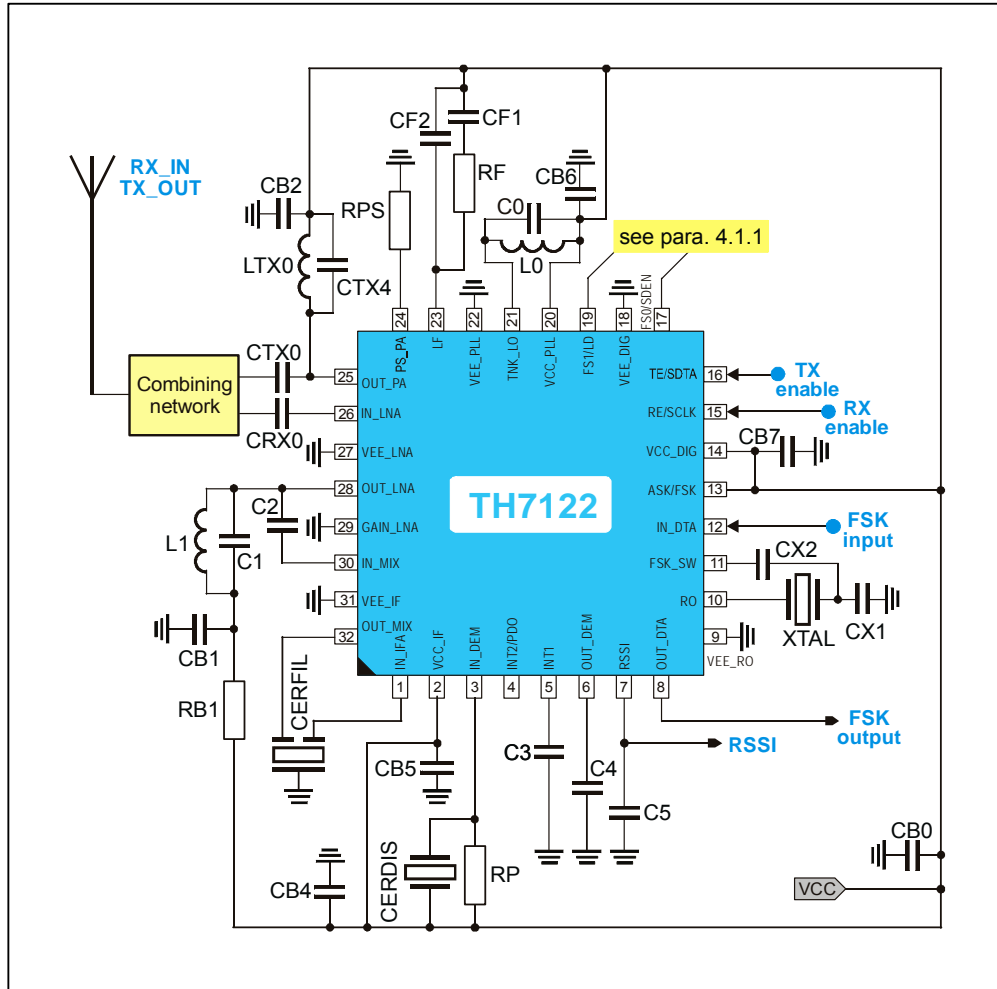 CF2
CF1
RX_IN
TX_OUT
CB2
RPS
RF
CB6
C0
see para. 4.1.1
LTX0
CTX4
L0
24
23
22
21
20
19
18
17
PS_PA
LF
VEE_PLL
TNK_LO
VCC_PLL
FS1/LD
VEE_DIG
FS0/SDEN
Combining
network
CTX0
CRX0
25
OUT_PA
26
IN_LNA
27
VEE_LNA
28
OUT_LNA
29
GAIN_LNA
30
IN_MIX
31
VEE_IF
32
OUT_MIX
TH7122
TE/SDTA
16
TX
enable
RE/SCLK
15
RX
enable
VCC_DIG
14
CB7
ASK/FSK
13
IN_DTA
12
FSK
input
FSK_SW
11
CX2
RO
10
XTAL
CX1
9
VEE_RO
L1
C1
C2
CB1
RB1
CERFIL
IN_IFA
VCC_IF
IN_DEM
INT2/PDO
INT1
OUT_DEM
RSSI
OUT_DTA
1
2
3
4
5
6
7
8
FSK
output
RSSI
CB5
C3
C4
C5
CB4
CERDIS
RP
CB0
VCC